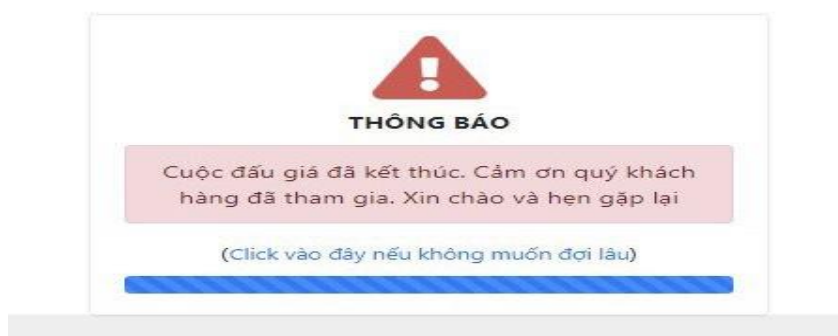 THÔNG BÁO
Cuộc đấu giá đã kết thúc. Cảm ơn quý khách
hàng đã tham gia. Xin chào và hẹn gặp lại
(Click vào đây nếu không muốn đợi lâu)